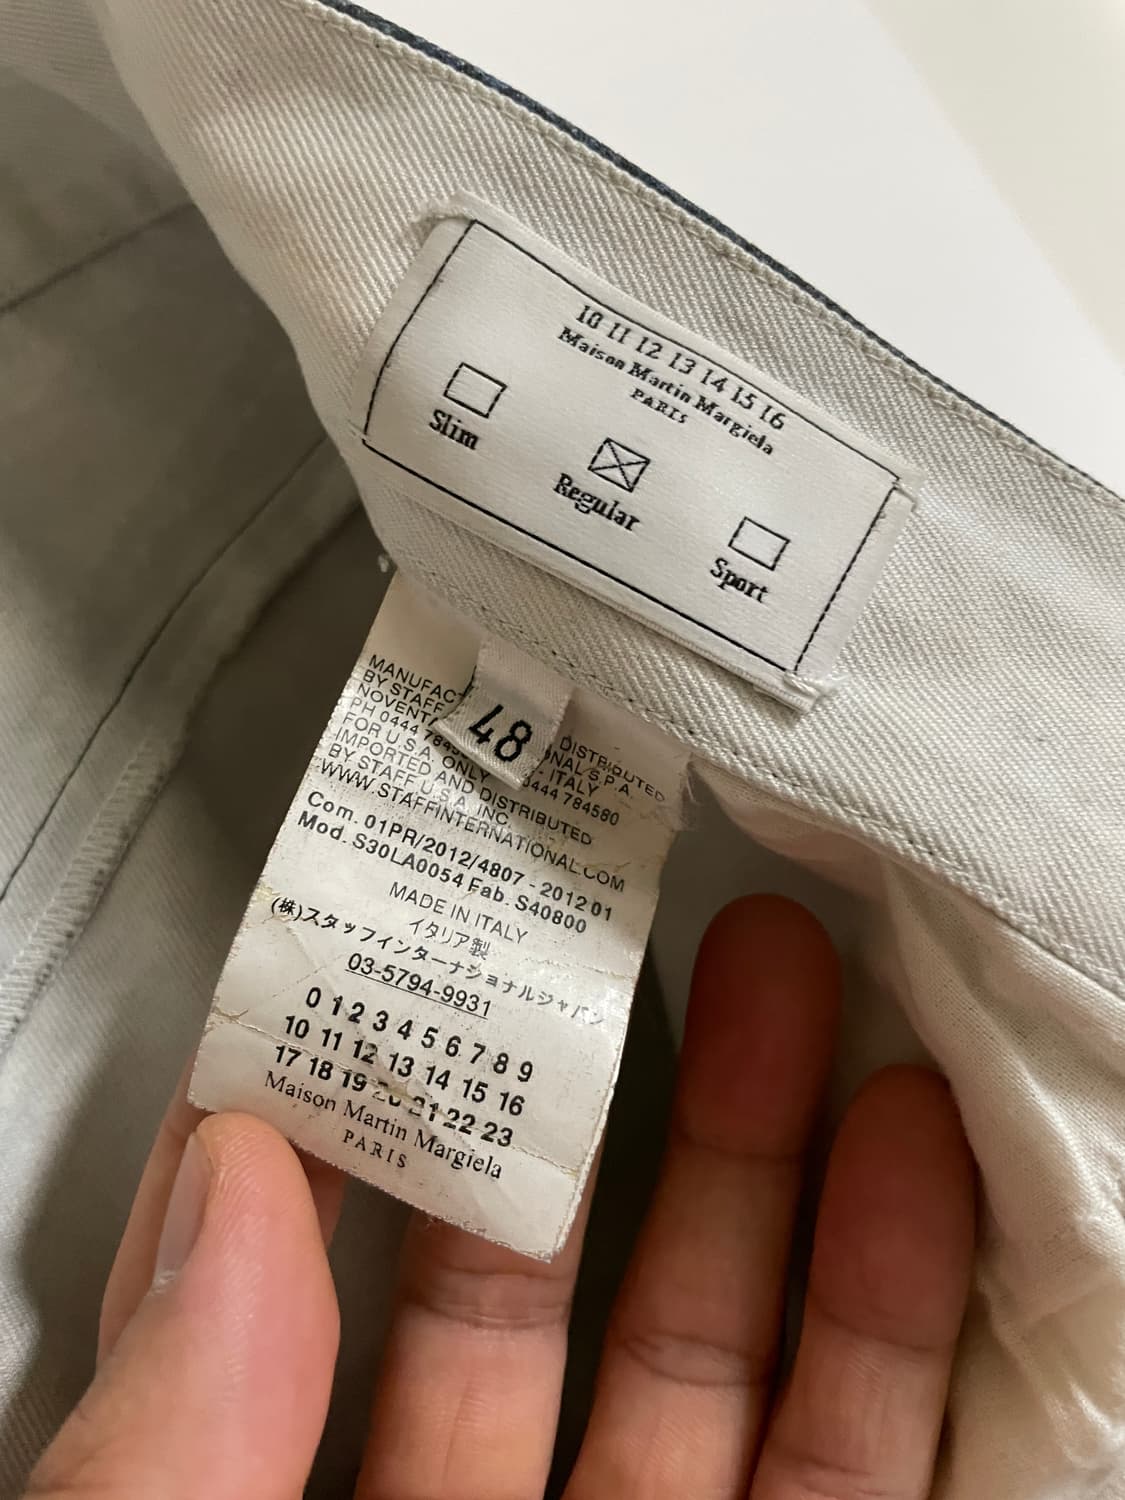 10 11 12 13 14 15 16
Maison Martin Margiela
PARIS
Slim
Regular
Sport
48
MANUFAC DISTRIBUTED
BY STAFF ONAL S.P.A.
NOVENTA - ITALY
PH 0444 784 0444 784580
FOR U.S.A. ONLY
IMPORTED AND DISTRIBUTED
BY STAFF U.S.A. INC.
WWW.STAFFINTERNATIONAL.COM
Com. 01PR/2012/4807 - 2012 01
Mod. S30LA0054 Fab. S40800
MADE IN ITALY
イタリア製
(株)スタッフインターナショナルジャパン
03-5794-9931
0 1 2 3 4 5 6 7 8 9
10 11 12 13 14 15 16
17 18 19 20 21 22 23
Maison Martin Margiela
PARIS